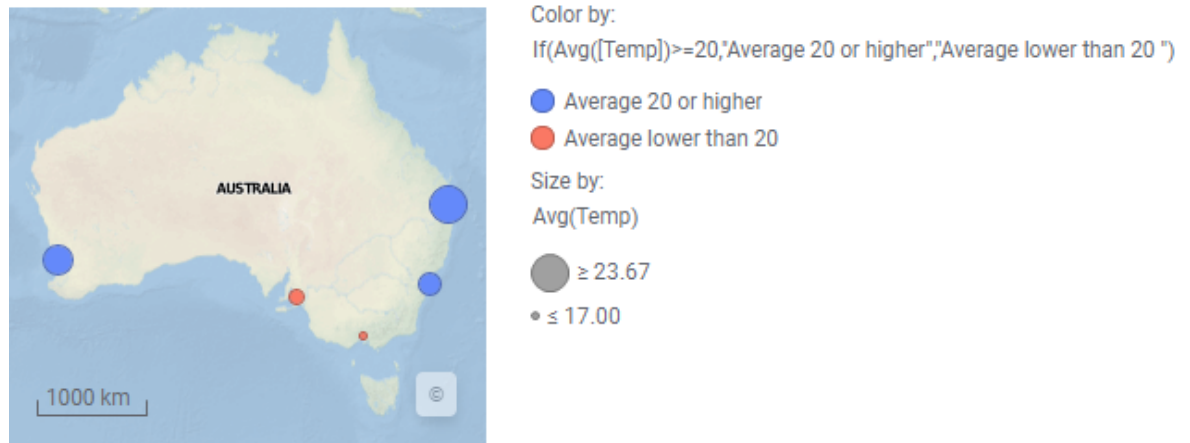 Color by:
If(Avg([Temp])>=20,"Average 20 or higher","Average lower than 20 ")
Average 20 or higher
Average lower than 20
Size by:
Avg(Temp)
≥ 23.67
≤ 17.00
AUSTRALIA
1000 km
©